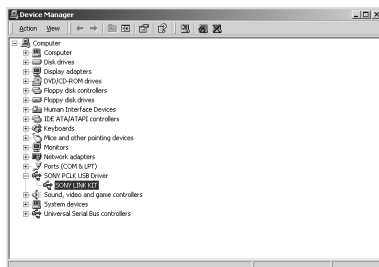 Device Manager
Action View
Computer
Computer
Disk drives
Display adapters
DVD/CD-ROM drives
Floppy disk controllers
Floppy disk drives
Human Interface Devices
IDE ATA/ATAPI controllers
Keyboards
Mice and other pointing devices
Monitors
Network adapters
Ports (COM & LPT)
SONY PCLK USB Driver
SONY LINK KIT
Sound, video and game controllers
System devices
Universal Serial Bus controllers